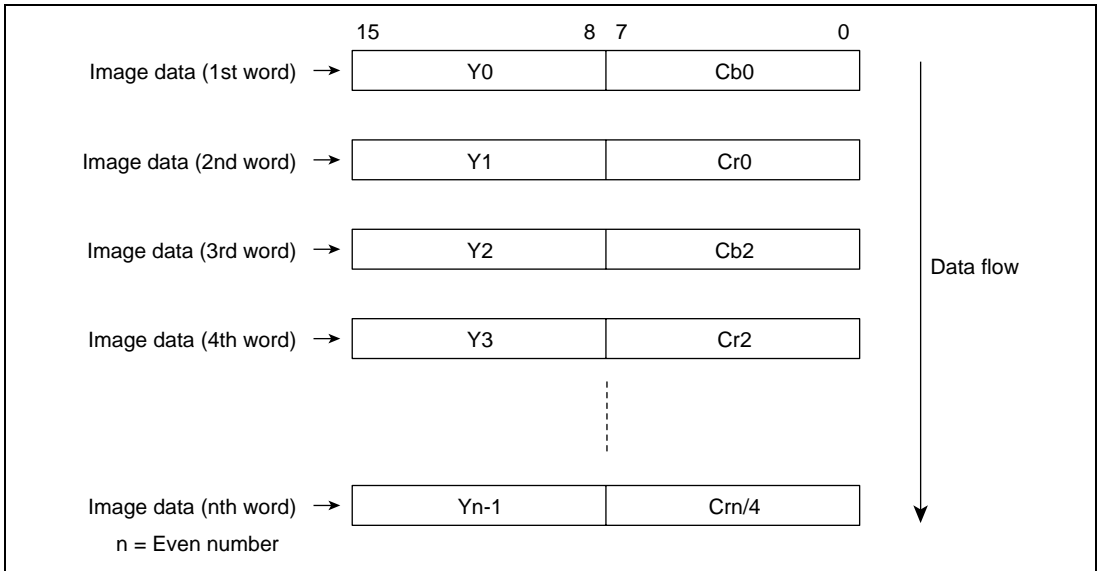 15 8 7 0
Image data (1st word) → Y0 Cb0
Image data (2nd word) → Y1 Cr0
Image data (3rd word) → Y2 Cb2
Data flow
Image data (4th word) → Y3 Cr2
Image data (nth word) → Yn-1 Crn/4
n = Even number